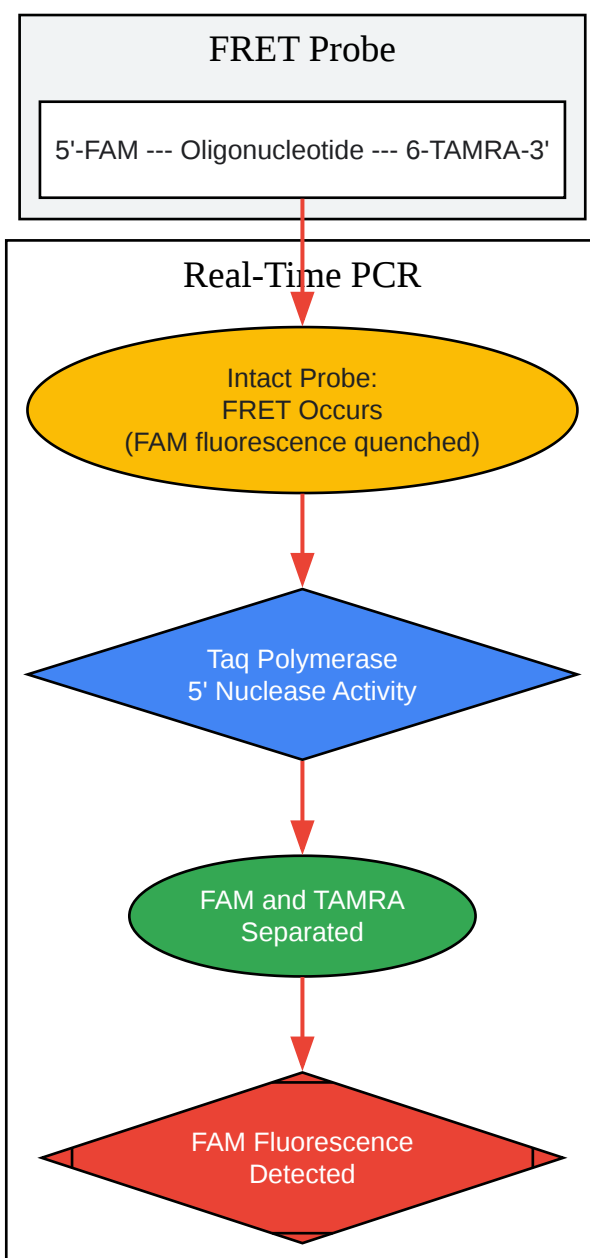 FRET Probe
5'-FAM --- Oligonucleotide --- 6-TAMRA-3'
Real-Time PCR
Intact Probe:
FRET Occurs
(FAM fluorescence quenched)
Taq Polymerase
5' Nuclease Activity
FAM and TAMRA
Separated
FAM Fluorescence
Detected